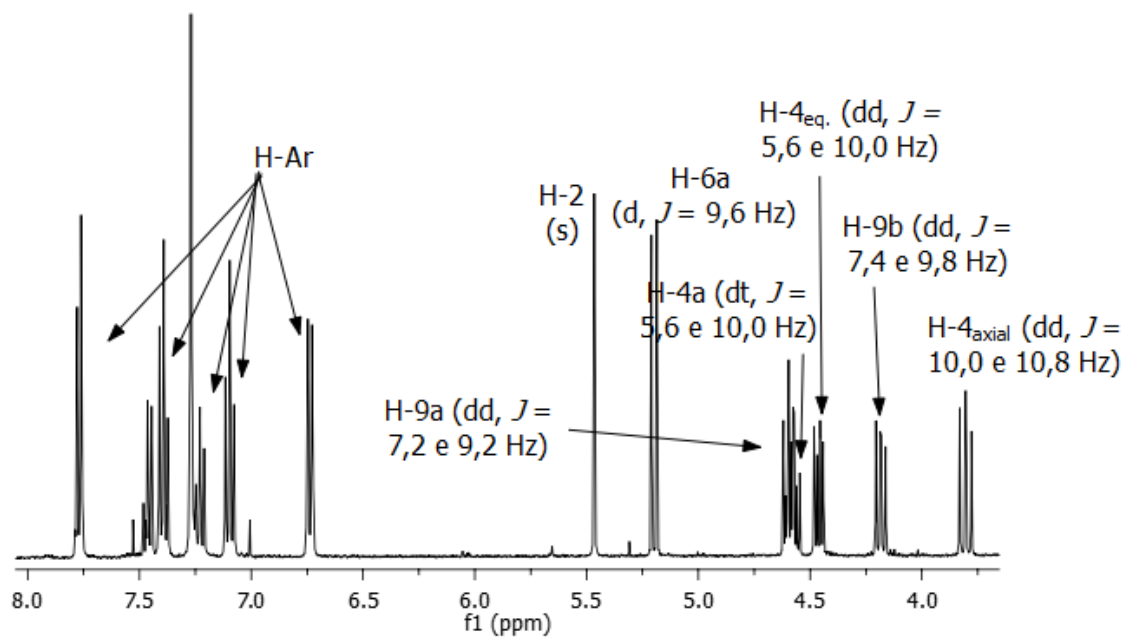 H-Ar
H-2
(s)
H-6a
(d, J = 9,6 Hz)
H-4eq. (dd, J =
5,6 e 10,0 Hz)
H-4a (dt, J =
5,6 e 10,0 Hz)
H-9b (dd, J =
7,4 e 9,8 Hz)
H-4axial (dd, J =
10,0 e 10,8 Hz)
H-9a (dd, J =
7,2 e 9,2 Hz)
8.0 7.5 7.0 6.5 6.0 5.5 5.0 4.5 4.0
f1 (ppm)